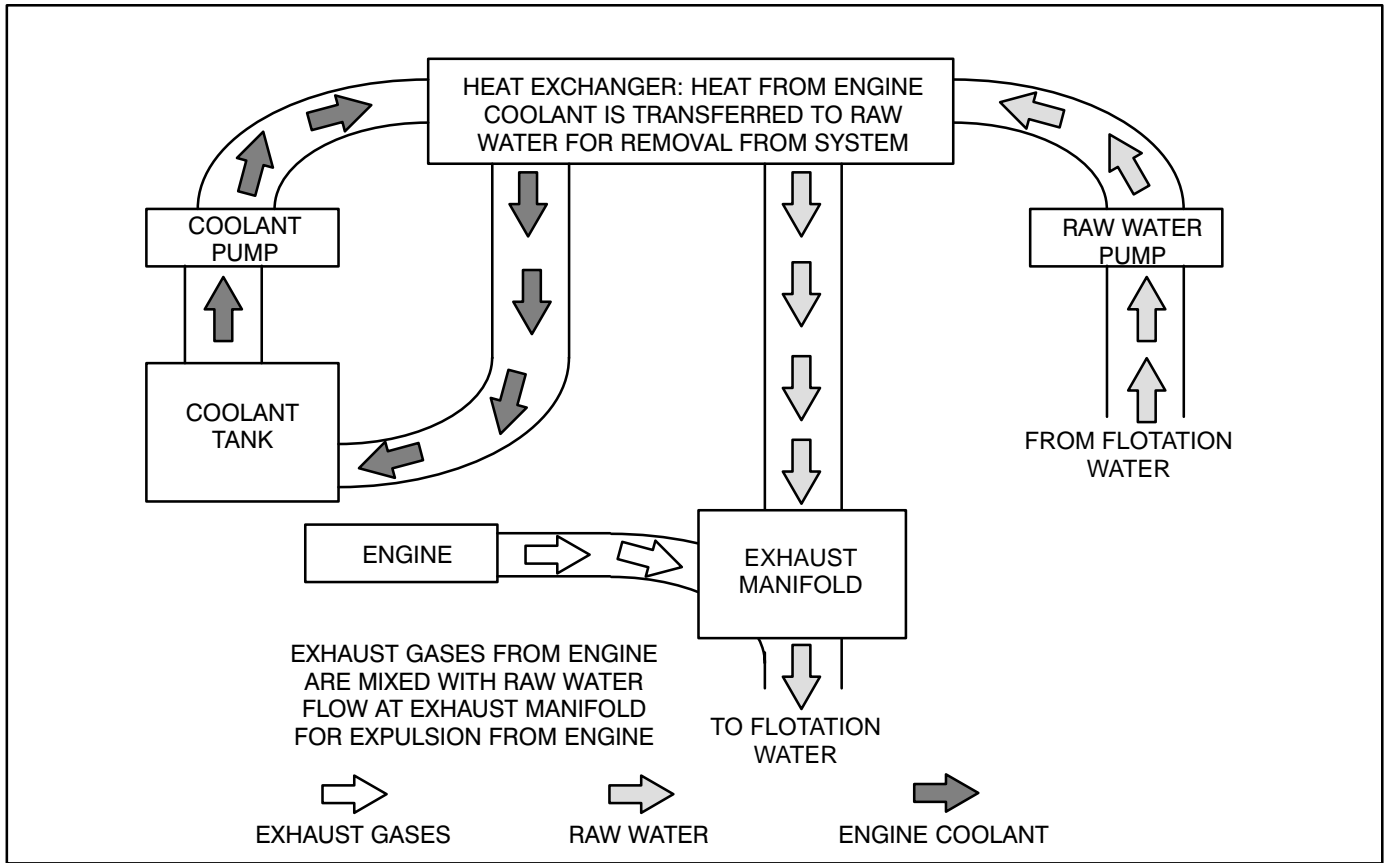 HEAT EXCHANGER: HEAT FROM ENGINE
COOLANT IS TRANSFERRED TO RAW
WATER FOR REMOVAL FROM SYSTEM
COOLANT
PUMP
RAW WATER
PUMP
COOLANT
TANK
FROM FLOTATION
WATER
ENGINE
EXHAUST
MANIFOLD
EXHAUST GASES FROM ENGINE
ARE MIXED WITH RAW WATER
FLOW AT EXHAUST MANIFOLD
FOR EXPULSION FROM ENGINE
TO FLOTATION
WATER
EXHAUST GASES
RAW WATER
ENGINE COOLANT